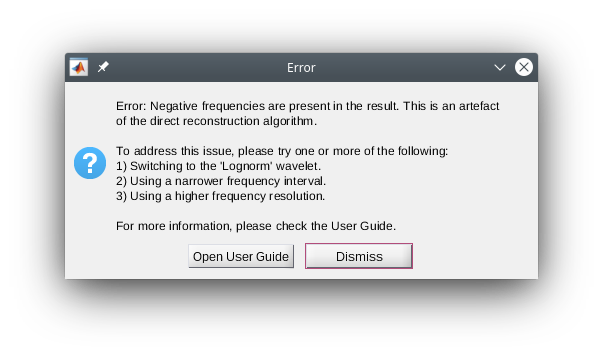 Error
Error: Negative frequencies are present in the result. This is an artefact
of the direct reconstruction algorithm.
To address this issue, please try one or more of the following:
1) Switching to the 'Lognorm' wavelet.
2) Using a narrower frequency interval.
3) Using a higher frequency resolution.
For more information, please check the User Guide.
Open User Guide
Dismiss